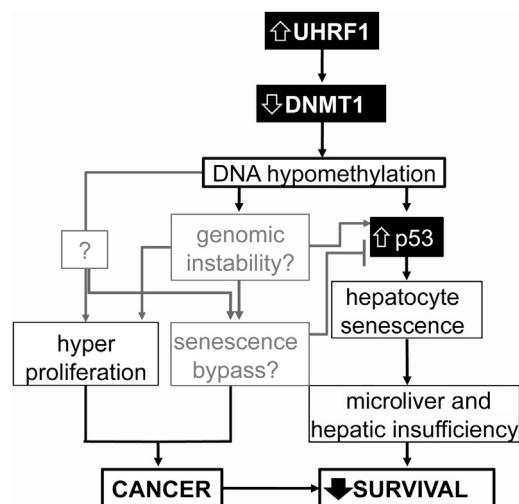 ⇧UHRF1
⇩DNMT1
DNA hypomethylation
?
genomic
instability?
⇧p53
hepatocyte
senescence
hyper
proliferation
senescence
bypass?
microliver and
hepatic insufficiency
CANCER
🡇SURVIVAL